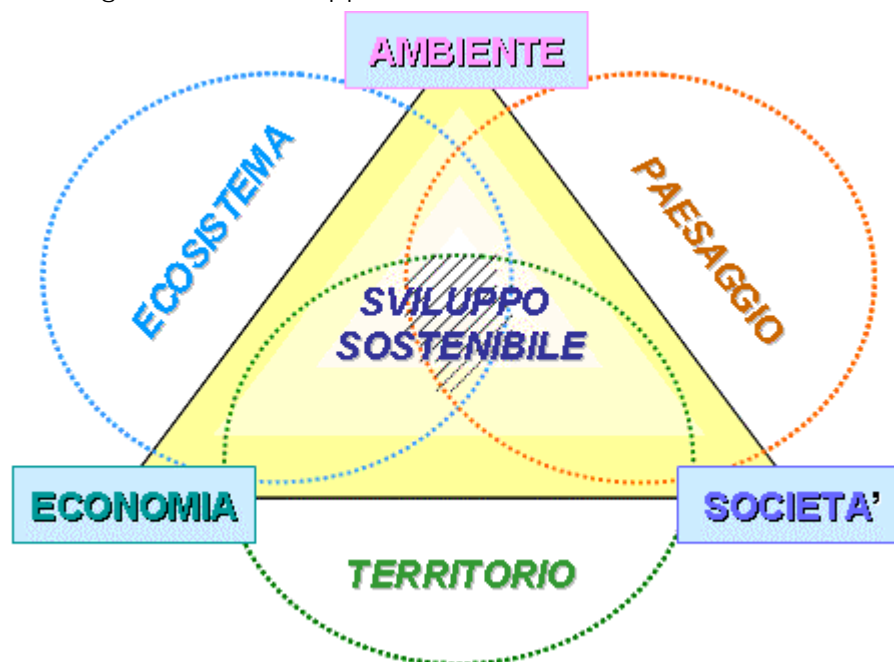 AMBIENTE
ECOSISTEMA
PAESAGGIO
SVILUPPO
SOSTENIBILE
ECONOMIA
SOCIETA'
TERRITORIO